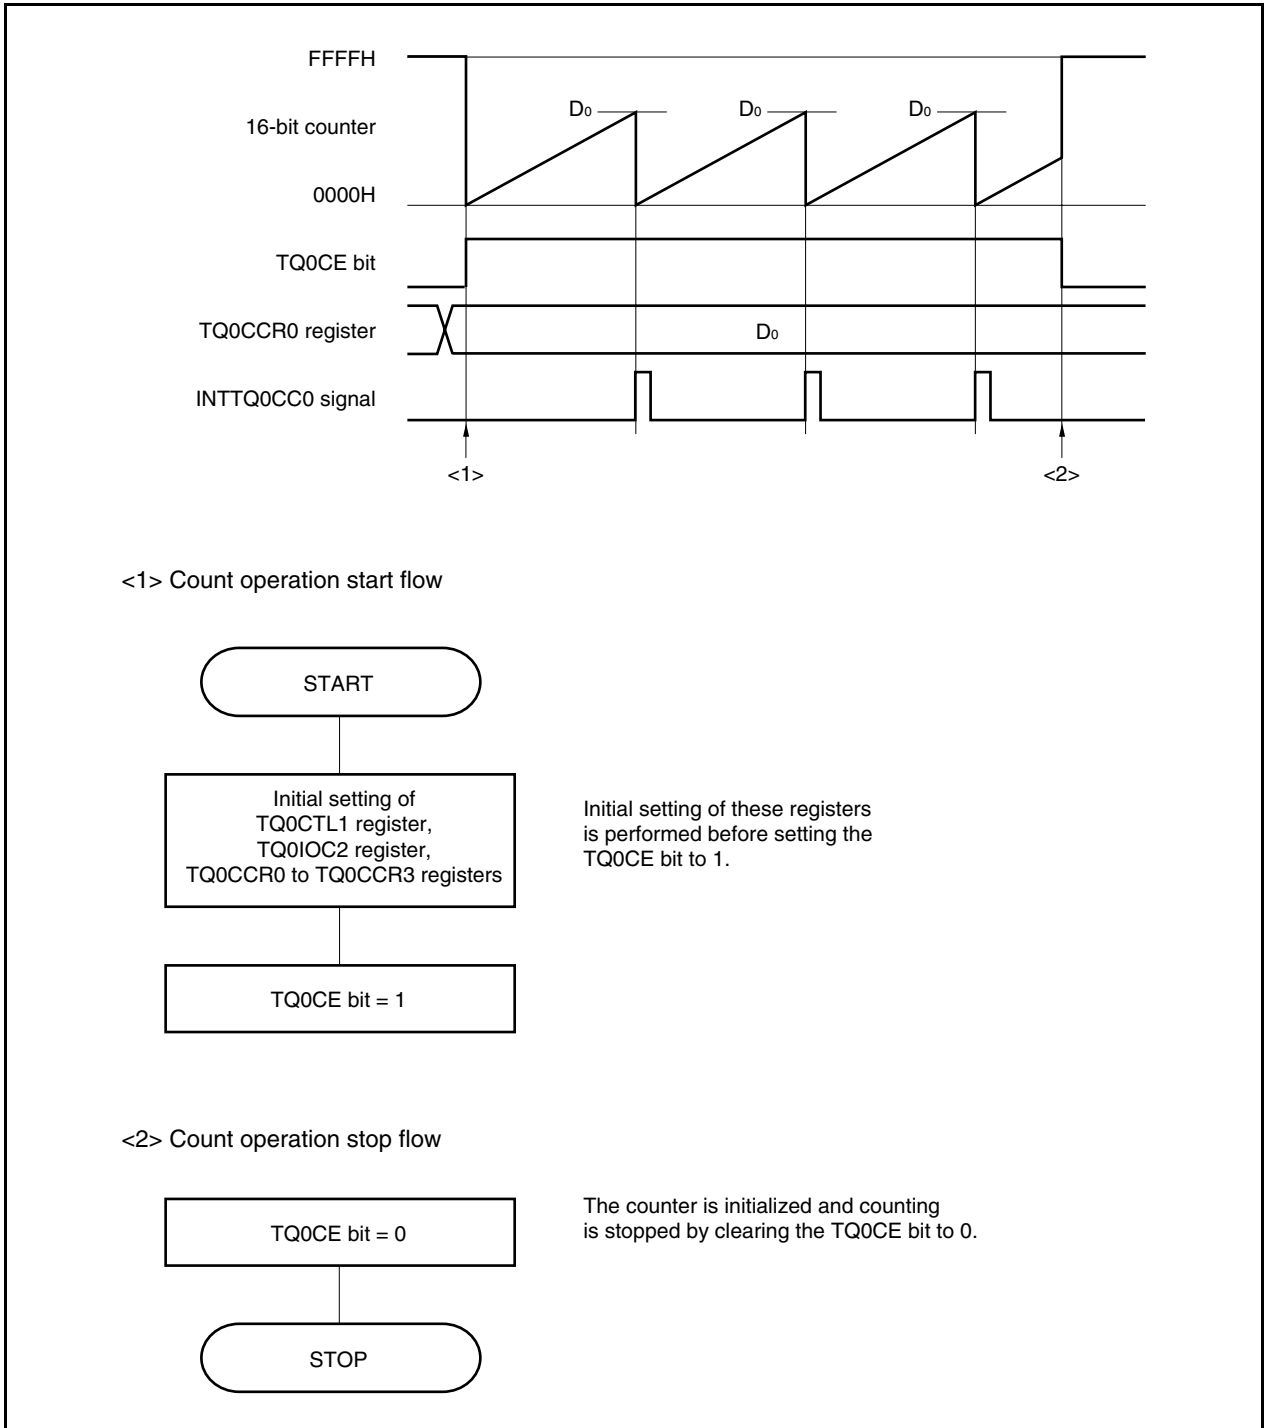 FFFFH
16-bit counter
0000H
D0 D0 D0
TQ0CE bit
TQ0CCR0 register
D0
INTTQ0CC0 signal
<1> <2>
<1> Count operation start flow
START
Initial setting of
TQ0CTL1 register,
TQ0IOC2 register,
TQ0CCR0 to TQ0CCR3 registers
Initial setting of these registers
is performed before setting the
TQ0CE bit to 1.
TQ0CE bit = 1
<2> Count operation stop flow
TQ0CE bit = 0
The counter is initialized and counting
is stopped by clearing the TQ0CE bit to 0.
STOP